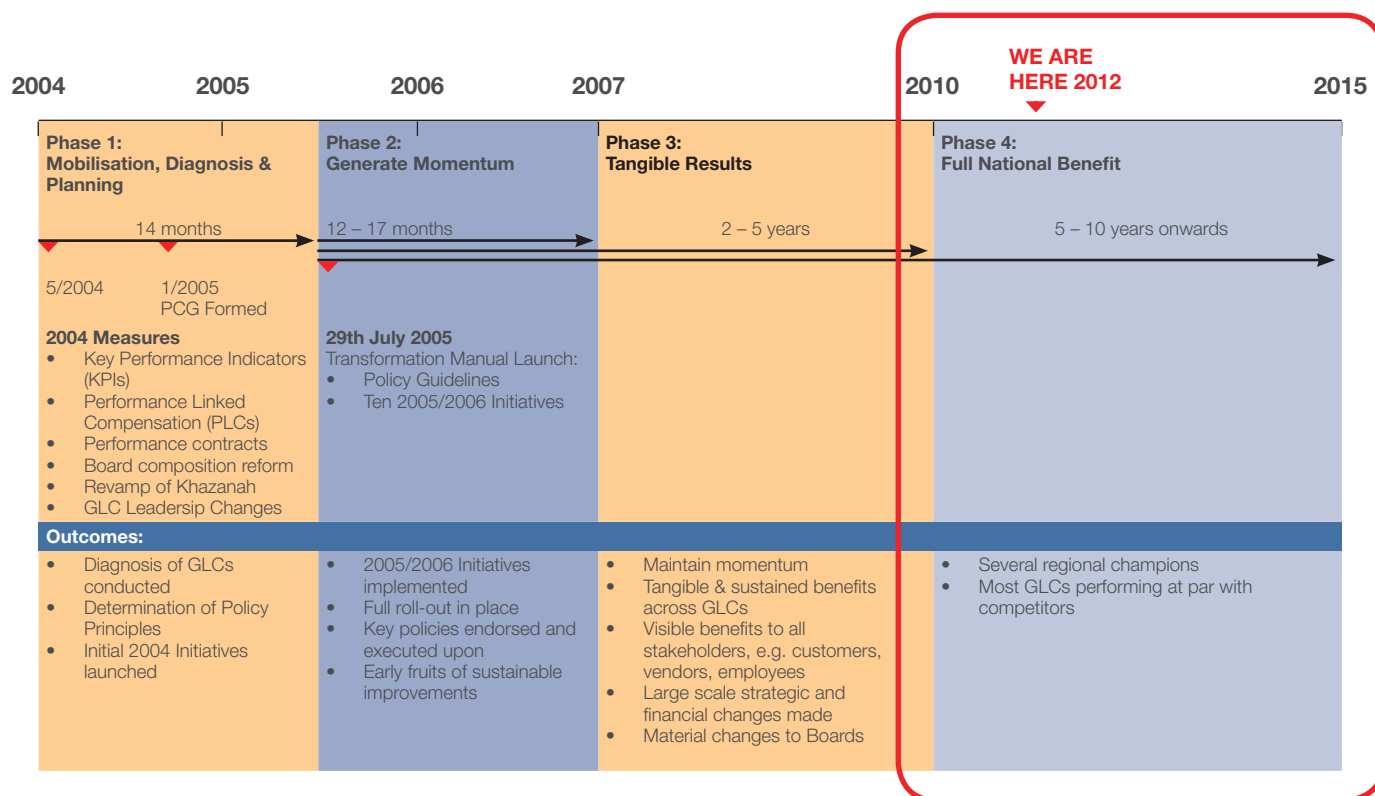 WE ARE
HERE 2012
2004
2005
2006
2007
2010
2015
Phase 1:
Mobilisation, Diagnosis &
Planning
14 months
5/2004
1/2005
PCG Formed
2004 Measures
• Key Performance Indicators
(KPIs)
• Performance Linked
Compensation (PLCs)
• Performance contracts
• Board composition reform
• Revamp of Khazanah
• GLC Leadersip Changes
Phase 2:
Generate Momentum
12 – 17 months
29th July 2005
Transformation Manual Launch:
• Policy Guidelines
• Ten 2005/2006 Initiatives
Phase 3:
Tangible Results
2 – 5 years
Phase 4:
Full National Benefit
5 – 10 years onwards
Outcomes:
• Diagnosis of GLCs
conducted
• Determination of Policy
Principles
• Initial 2004 Initiatives
launched
• 2005/2006 Initiatives
implemented
• Full roll-out in place
• Key policies endorsed and
executed upon
• Early fruits of sustainable
improvements
• Maintain momentum
• Tangible & sustained benefits
across GLCs
• Visible benefits to all
stakeholders, e.g. customers,
vendors, employees
• Large scale strategic and
financial changes made
• Material changes to Boards
• Several regional champions
• Most GLCs performing at par with
competitors